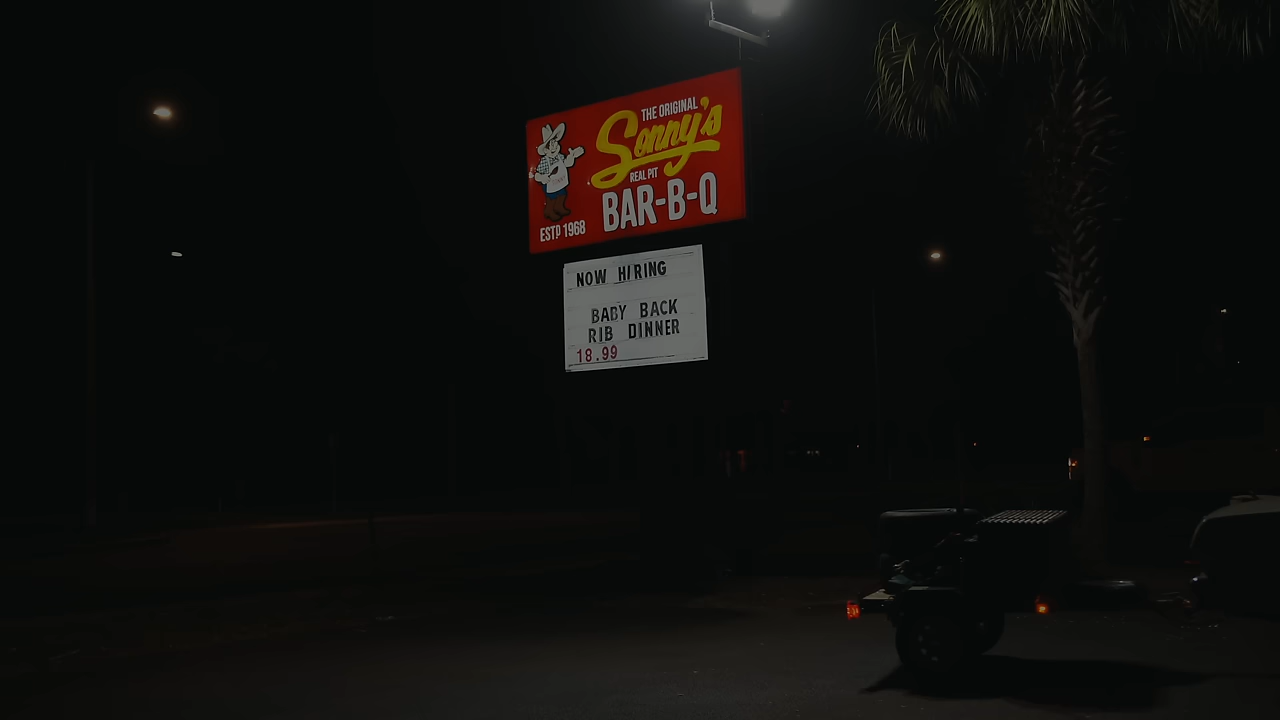 THE ORIGINAL
Sonny's
REAL PIT
BAR-B-Q
ESTD 1968
NOW HIRING
BABY BACK
RIB DINNER
18.99